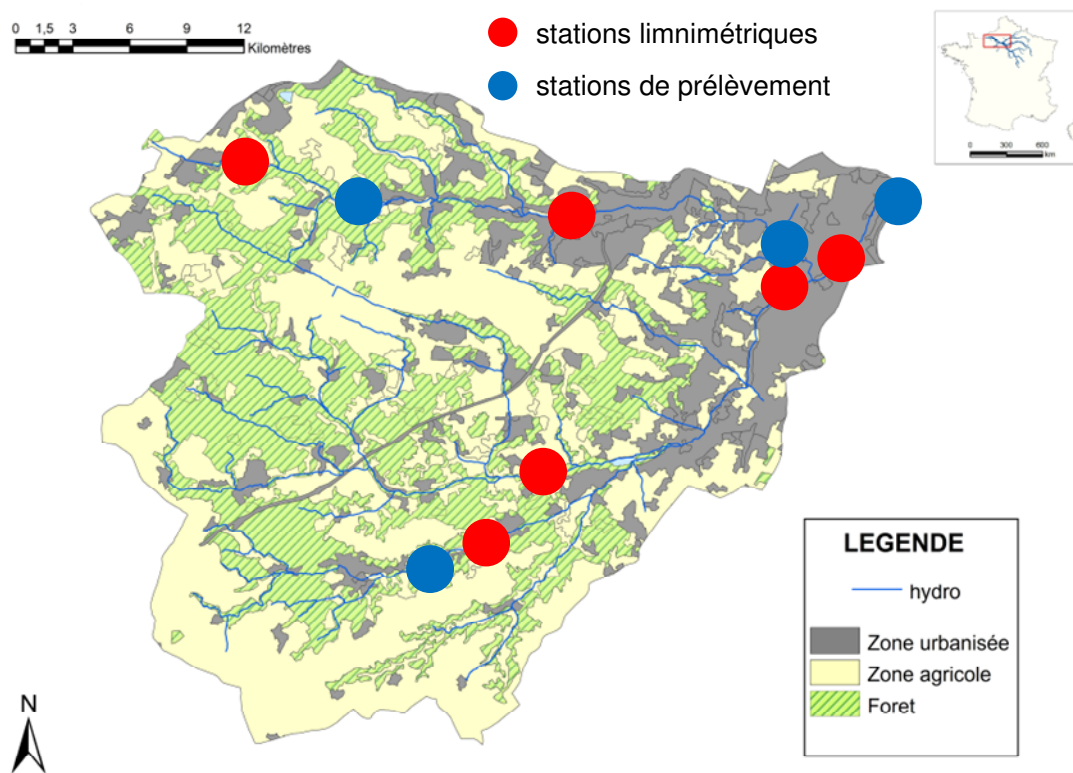 0 1,5 3 6 9 12
Kilomètres
stations limnimétriques
stations de prélèvement
0 300 600
km
LEGENDE
hydro
Zone urbanisée
Zone agricole
Foret
N